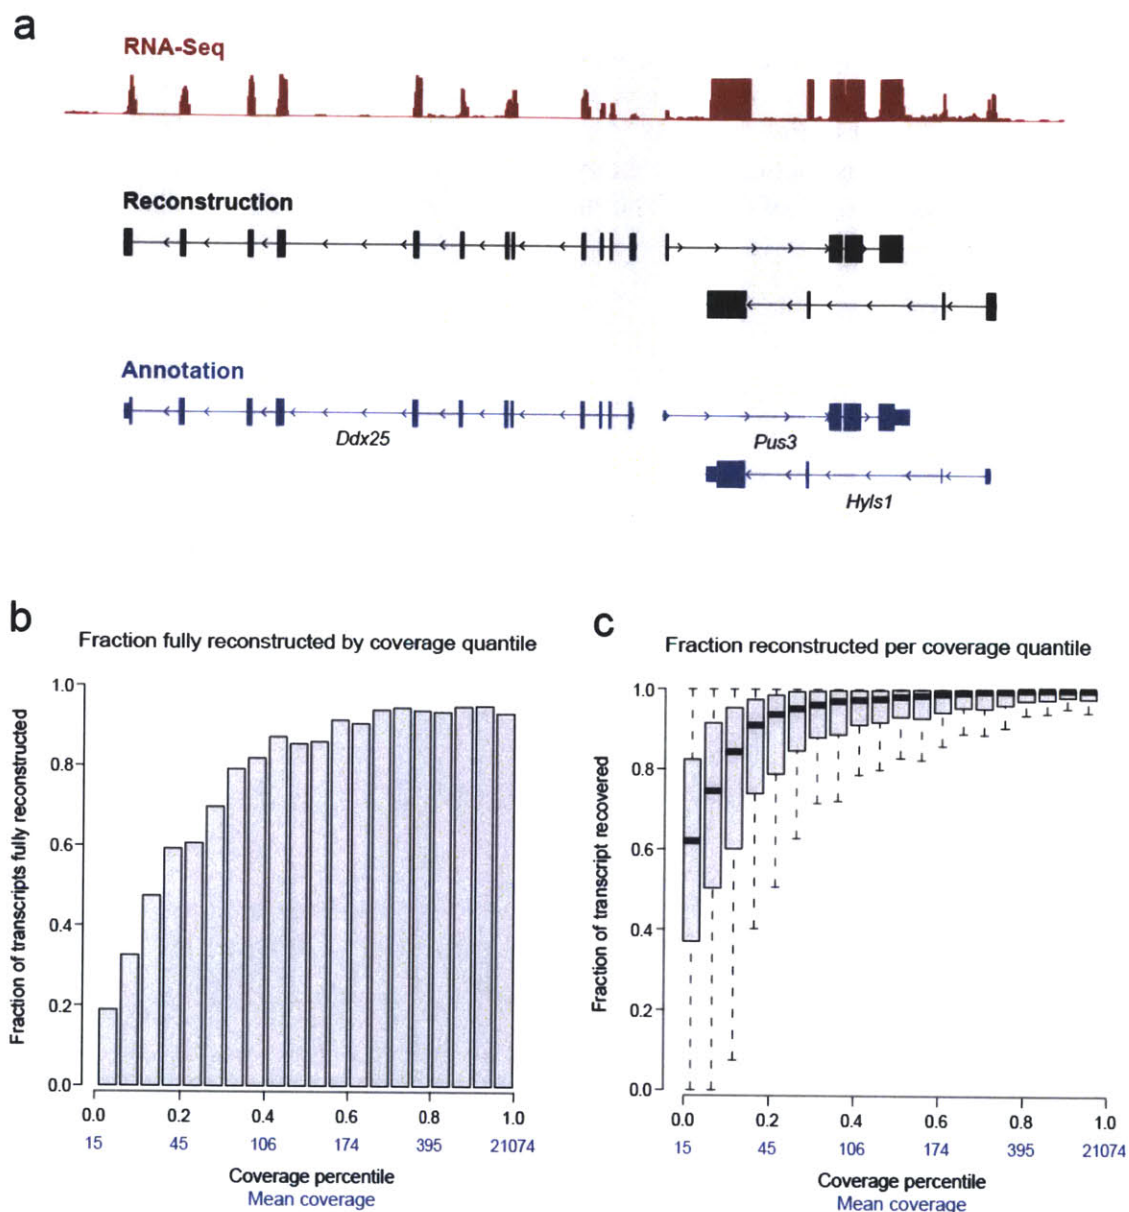 a
RNA-Seq
Reconstruction
Annotation
Ddx25
Pus3
Hyls1
b
Fraction fully reconstructed by coverage quantile
Fraction of transcripts fully reconstructed
1.0
0.8
0.6
0.4
0.2
0.0
0.0 0.2 0.4 0.6 0.8 1.0
15 45 106 174 395 21074
Coverage percentile
Mean coverage
c
Fraction reconstructed per coverage quantile
Fraction of transcript recovered
1.0
0.8
0.6
0.4
0.2
0.0
0.0 0.2 0.4 0.6 0.8 1.0
15 45 106 174 395 21074
Coverage percentile
Mean coverage